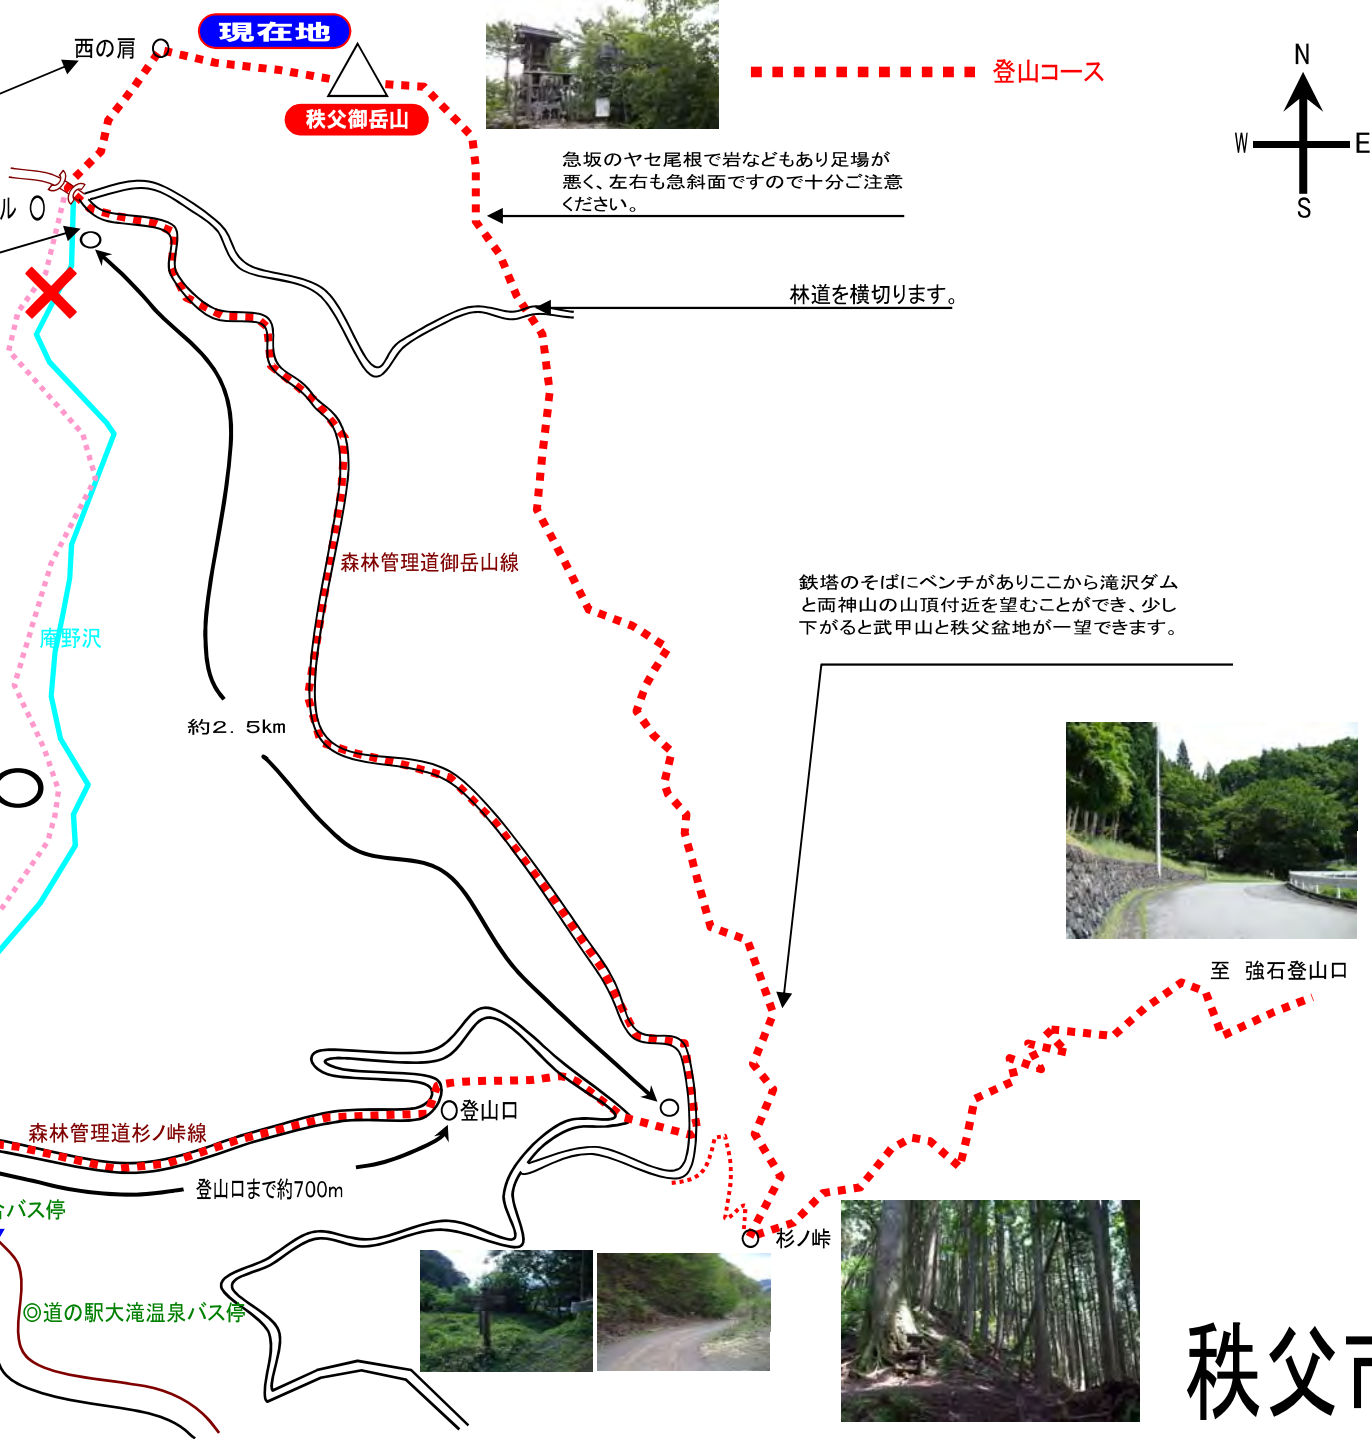 現在地
西の肩
秩父御岳山
登山コース
N
W
E
S
急坂のヤセ尾根で岩などもあり足場が
悪く、左右も急斜面ですので十分ご注意
ください。
ル
林道を横切ります。
森林管理道御岳山線
鉄塔のそばにベンチがありここから滝沢ダム
と両神山の山頂付近を望むことができ、少し
下がると武甲山と秩父盆地が一望できます。
庵野沢
約2．5km
至 強石登山口
登山口
森林管理道杉ノ峠線
登山口まで約700m
バス停
杉ノ峠
◎道の駅大滝温泉バス停
秩父市